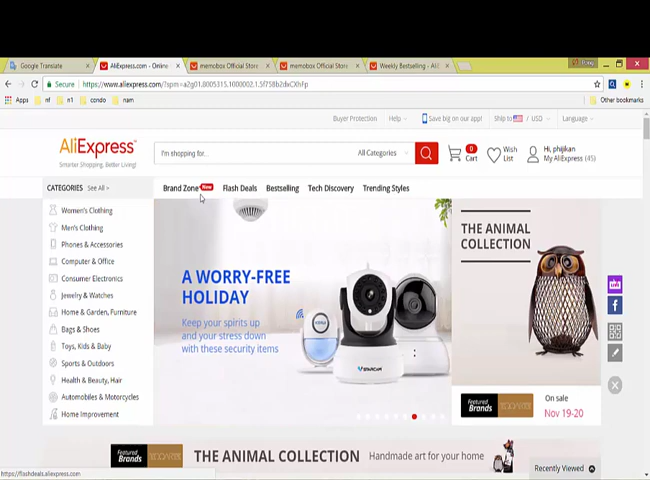 Google Translate
AliExpress.com - Online
memobox Official Store
memobox Official Store
Weekly Bestselling - Ali
Secure
https://www.aliexpress.com/
Apps
nf
n1
condo
nam
Other bookmarks
Buyer Protection
Help
Save big on our app!
Ship to / USD
Language
AliExpress
Smarter Shopping, Better Living!
I'm shopping for...
All Categories
0
Cart
Wish
List
Hi, phijikan
My AliExpress (45)
CATEGORIES See All >
Brand Zone New
Flash Deals
Bestselling
Tech Discovery
Trending Styles
Women's Clothing
Men's Clothing
Phones & Accessories
Computer & Office
Consumer Electronics
Jewelry & Watches
Home & Garden, Furniture
Bags & Shoes
Toys, Kids & Baby
Sports & Outdoors
Health & Beauty, Hair
Automobiles & Motorcycles
Home Improvement
A WORRY-FREE
HOLIDAY
Keep your spirits up
and your stress down
with these security items
VSTARCAM
THE ANIMAL
COLLECTION
Featured
Brands
On sale
Nov 19-20
Featured
Brands
THE ANIMAL COLLECTION
Handmade art for your home
Recently Viewed
https://flashdeals.aliexpress.com